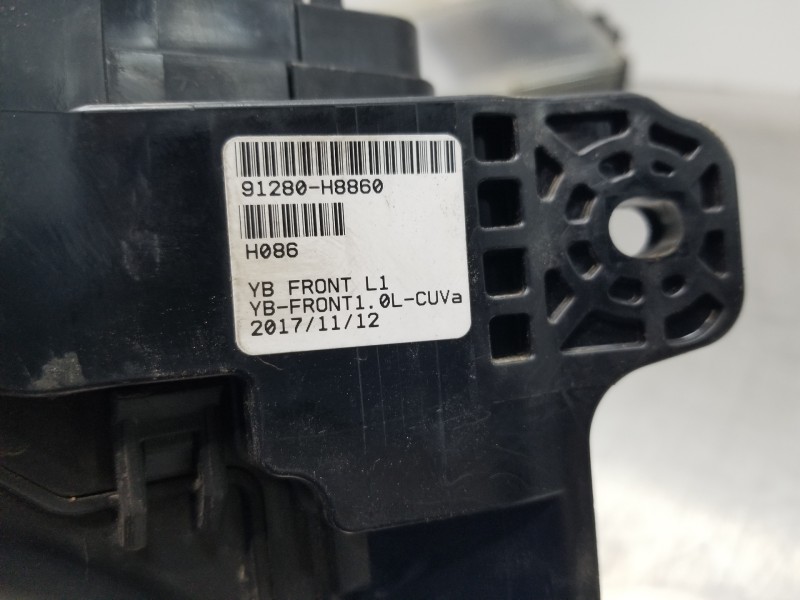 91280-H8860
H086
YB FRONT L1
YB-FRONT1.0L-CUVa
2017/11/12